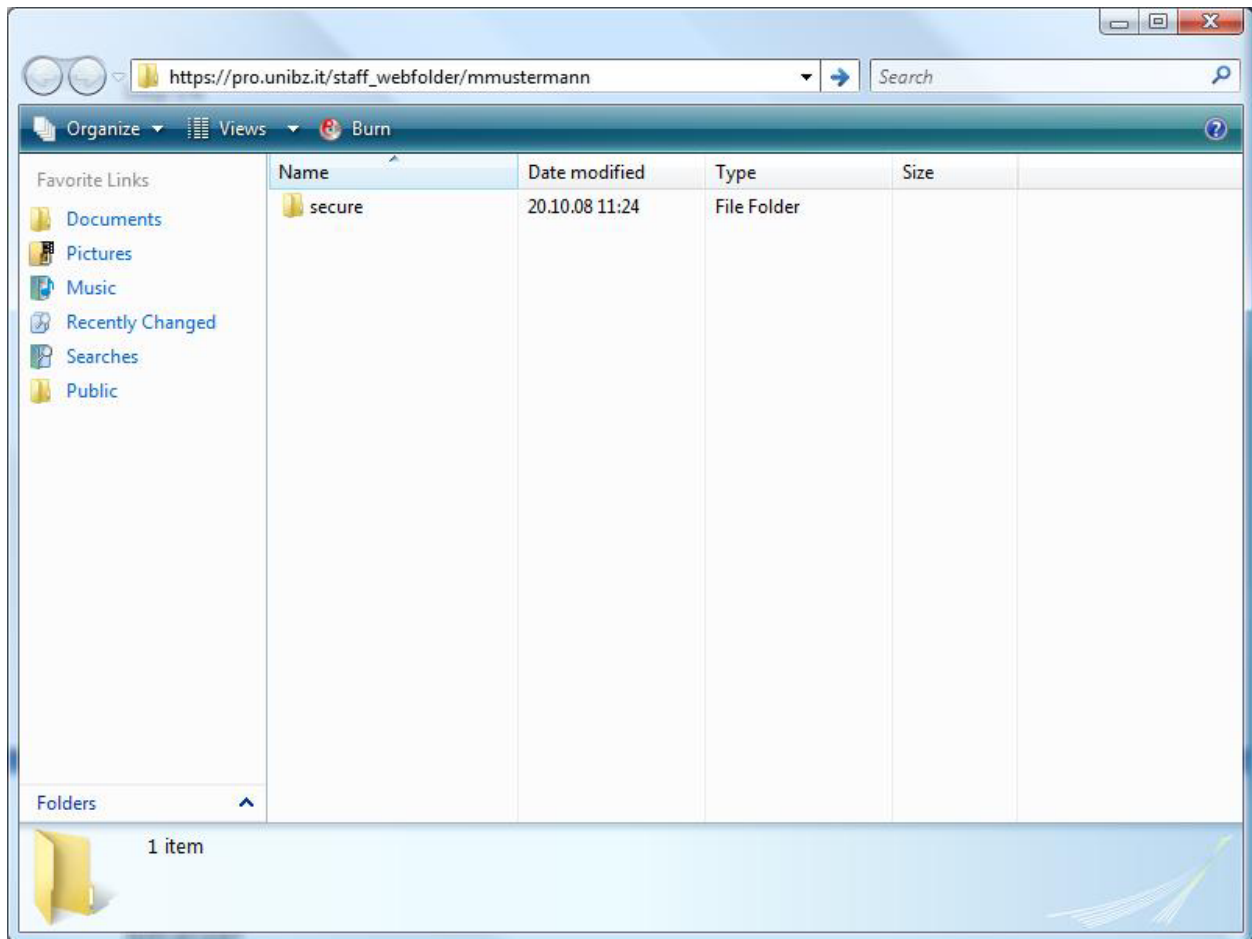 https://pro.unibz.it/staff_webfolder/mmustermann Search
Organize Views Burn
Favorite Links
Documents
Pictures
Music
Recently Changed
Searches
Public
Folders
Name Date modified Type Size
secure 20.10.08 11:24 File Folder
1 item